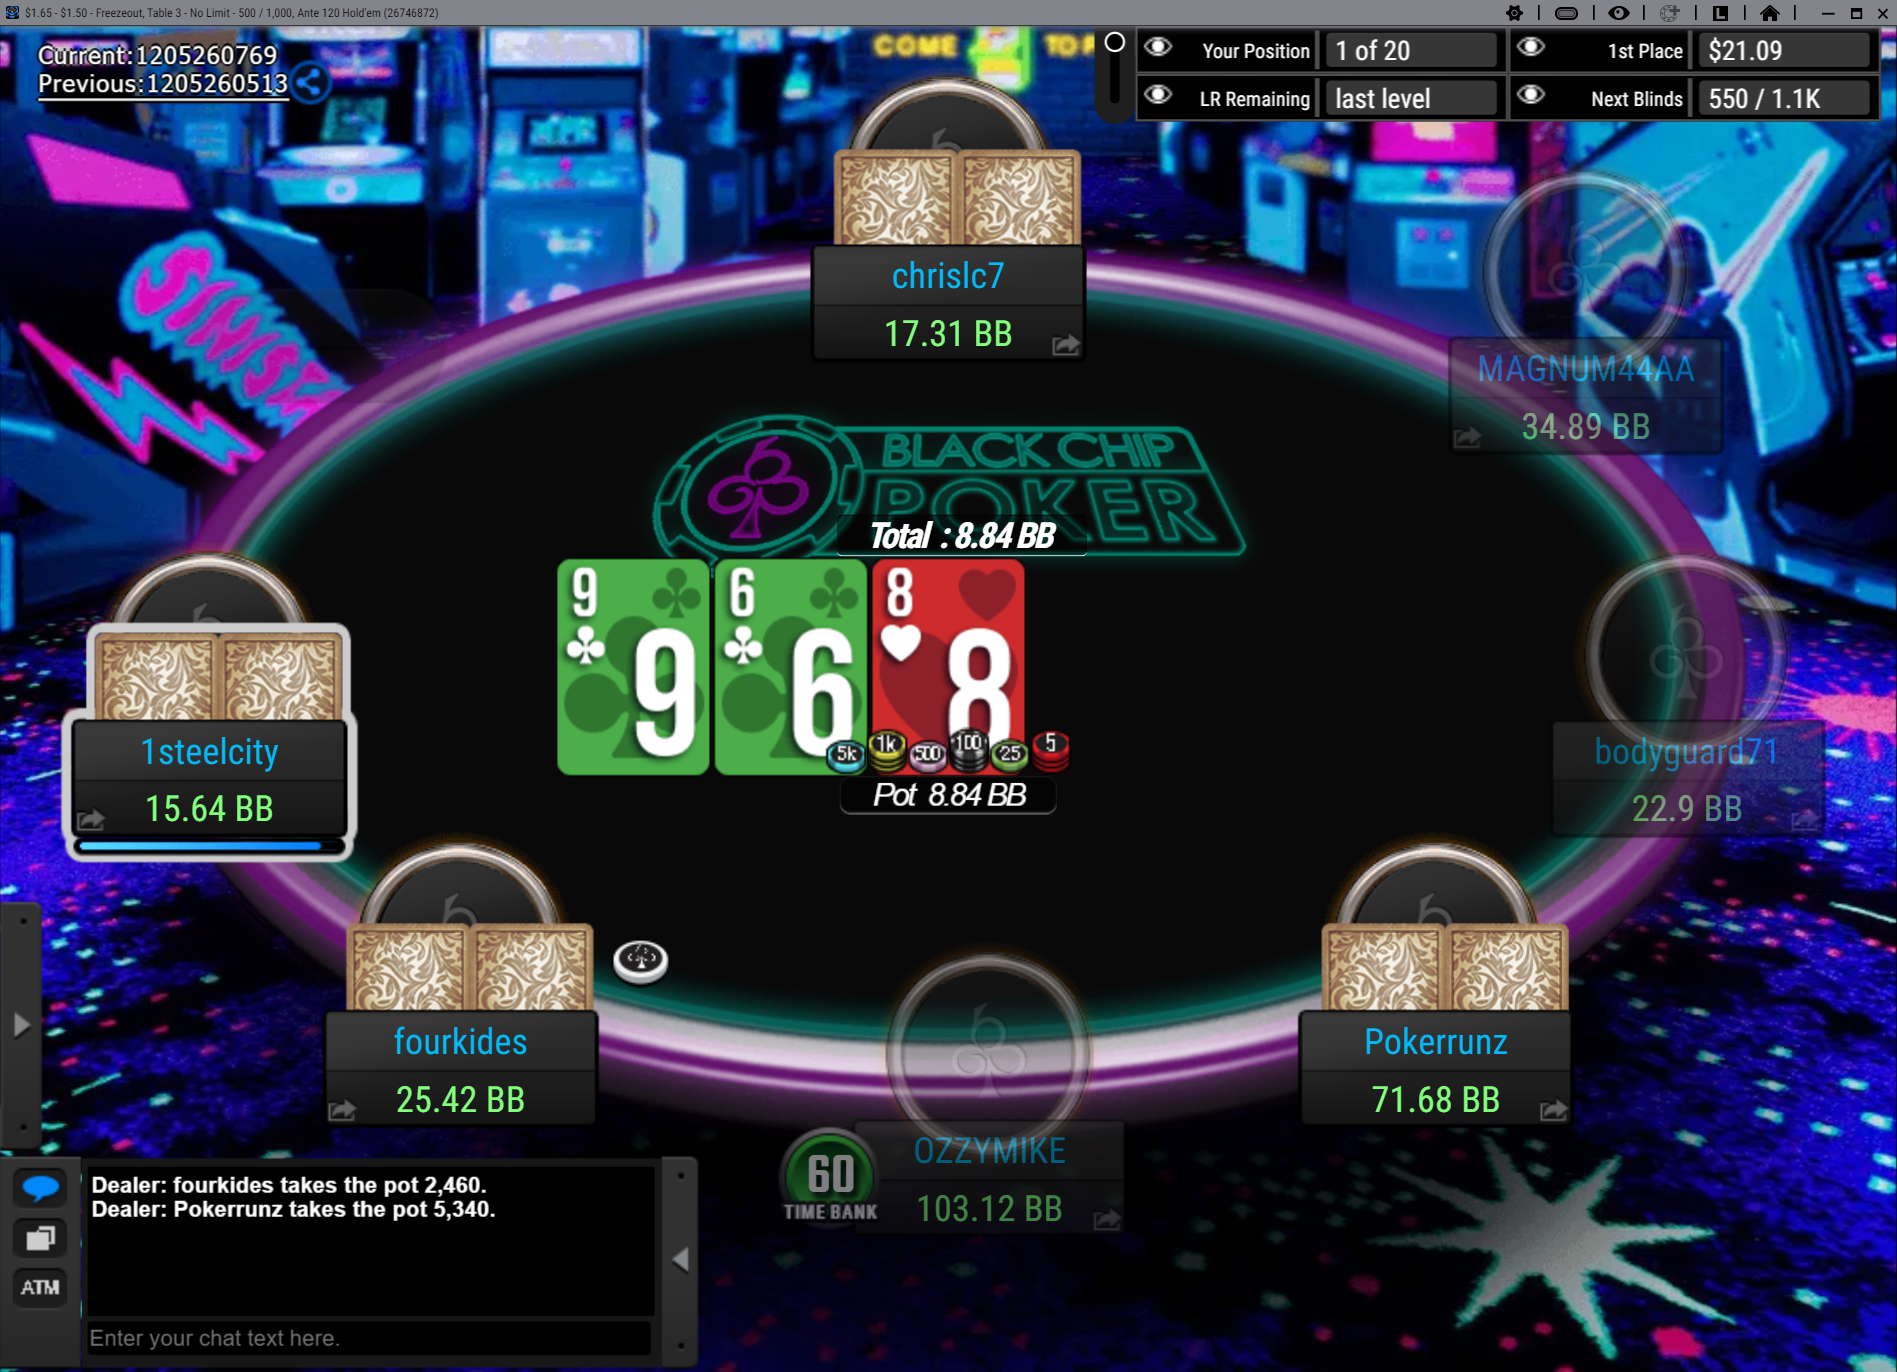 $1.65 - $1.50 - Freezeout, Table 3 - No Limit - 500 / 1,000, Ante 120 Hold'em (26746872)
Current:1205260769
Previous:1205260513
COME
Your Position
1 of 20
1st Place
$21.09
LR Remaining
last level
Next Blinds
550 / 1.1K
chrislc7
17.31 BB
MAGNUM44AA
34.89 BB
BLACK CHIP
POKER
Total : 8.84 BB
9
9
6
6
8
8
5k
1k
500
100
25
5
Pot 8.84 BB
1steelcity
15.64 BB
bodyguard71
22.9 BB
fourkides
25.42 BB
Pokerrunz
71.68 BB
60
TIME BANK
OZZYMIKE
103.12 BB
Dealer: fourkides takes the pot 2,460.
Dealer: Pokerrunz takes the pot 5,340.
ATM
Enter your chat text here.